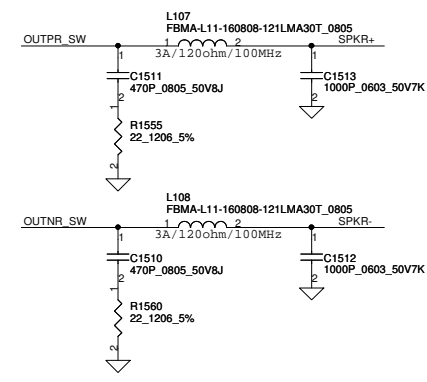 L107
FBMA-L11-160808-121LMA30T_0805
OUTPR_SW
1
2
SPKR+
3A/120ohm/100MHz
1
C1511
470P_0805_50V8J
2
1
C1513
1000P_0603_50V7K
2
1
R1555
22_1206_5%
2
L108
FBMA-L11-160808-121LMA30T_0805
OUTNR_SW
1
2
SPKR-
3A/120ohm/100MHz
1
C1510
470P_0805_50V8J
2
1
C1512
1000P_0603_50V7K
2
1
R1560
22_1206_5%
2